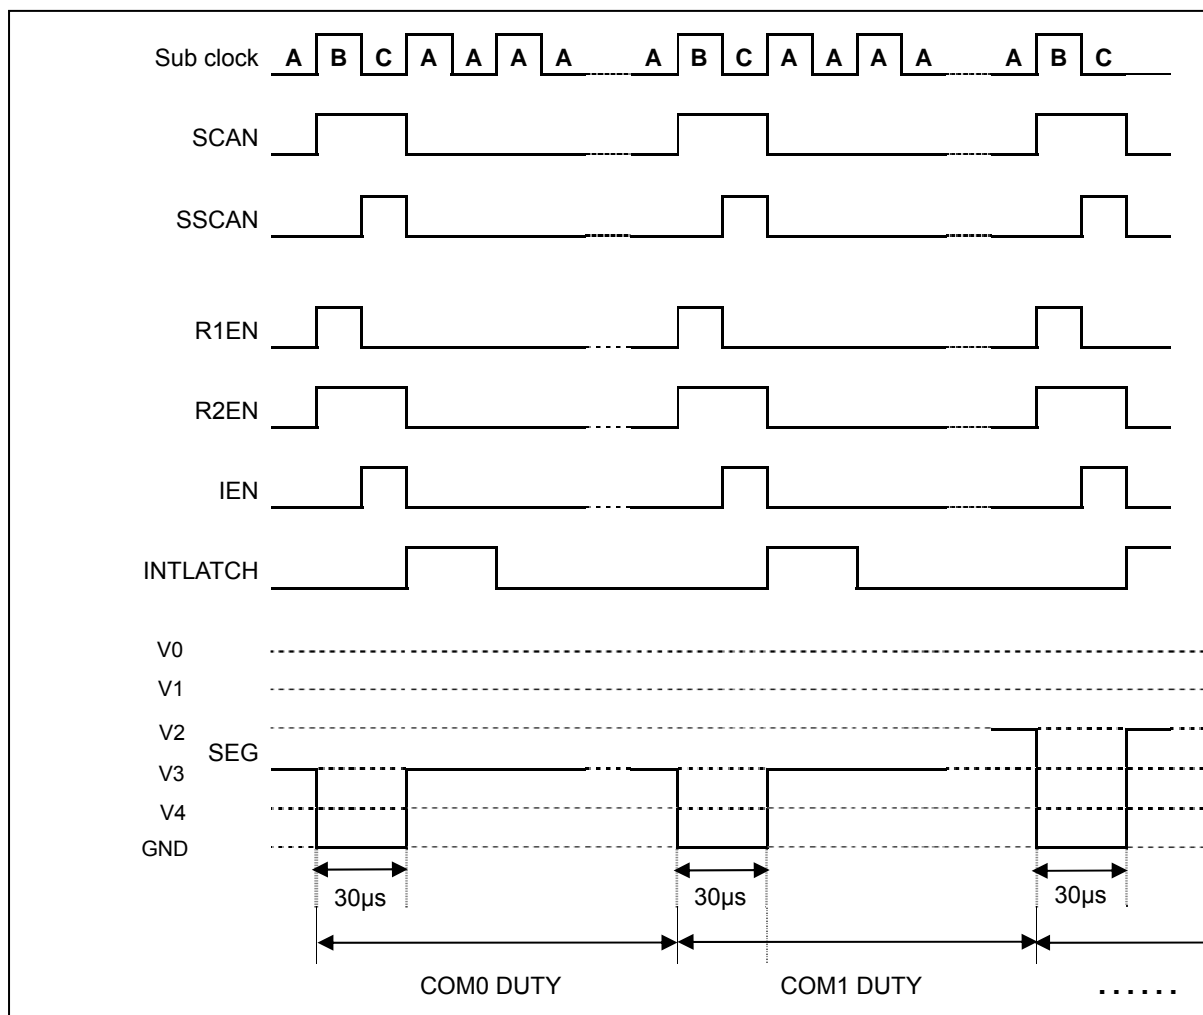 Sub clock A B C A A A A A B C A A A A A B C
SCAN
SSCAN
R1EN
R2EN
IEN
INTLATCH
V0
V1
V2
SEG
V3
V4
GND
30µs 30µs 30µs
COM0 DUTY COM1 DUTY ......